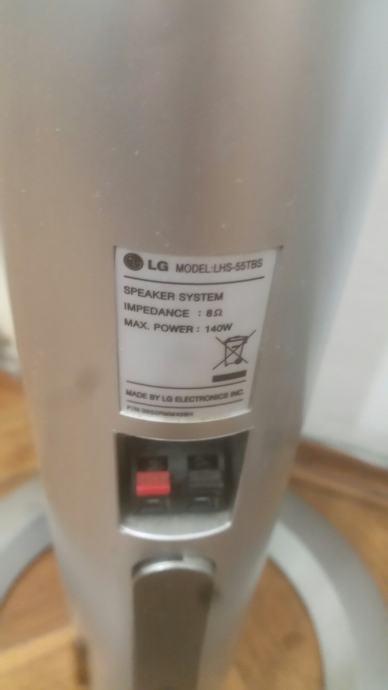 LG MODEL:LHS-55TBS
SPEAKER SYSTEM
IMPEDANCE : 8Ω
MAX. POWER : 140W
MADE BY LG ELECTRONICS INC.